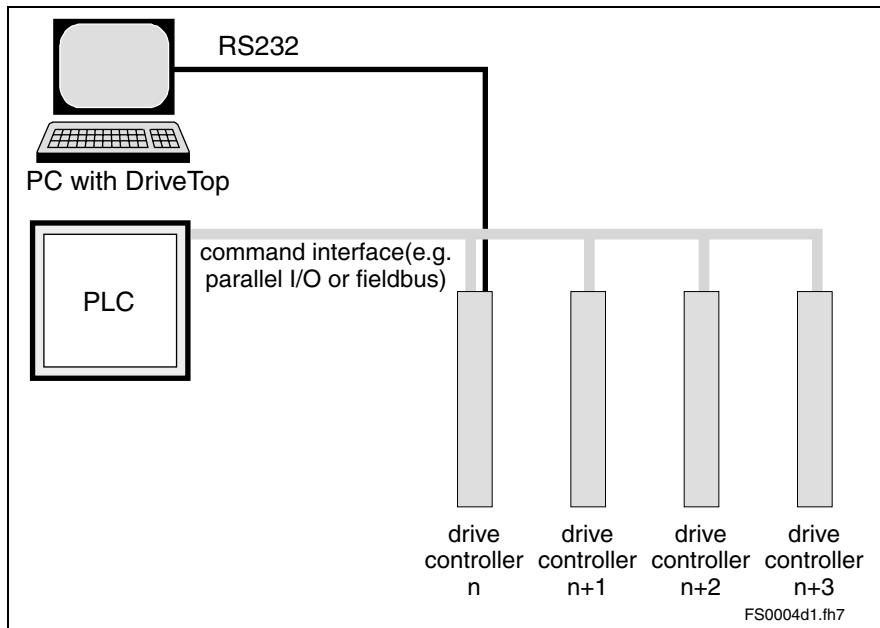 RS232
PC with DriveTop
command interface(e.g.
parallel I/O or fieldbus)
PLC
drive
controller
n
drive
controller
n+1
drive
controller
n+2
drive
controller
n+3
FS0004d1.fh7